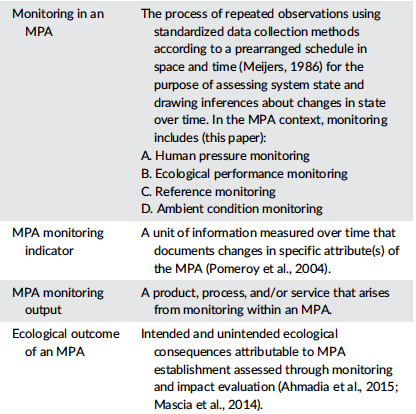 Monitoring in an
MPA
The process of repeated observations using
standardized data collection methods
according to a prearranged schedule in
space and time (Meijers, 1986) for the
purpose of assessing system state and
drawing inferences about changes in state
over time. In the MPA context, monitoring
includes (this paper):
A. Human pressure monitoring
B. Ecological performance monitoring
C. Reference monitoring
D. Ambient condition monitoring
MPA monitoring
indicator
A unit of information measured over time that
documents changes in specific attribute(s) of
the MPA (Pomeroy et al., 2004).
MPA monitoring
output
A product, process, and/or service that arises
from monitoring within an MPA.
Ecological outcome
of an MPA
Intended and unintended ecological
consequences attributable to MPA
establishment assessed through monitoring
and impact evaluation (Ahmadia et al., 2015;
Mascia et al., 2014).